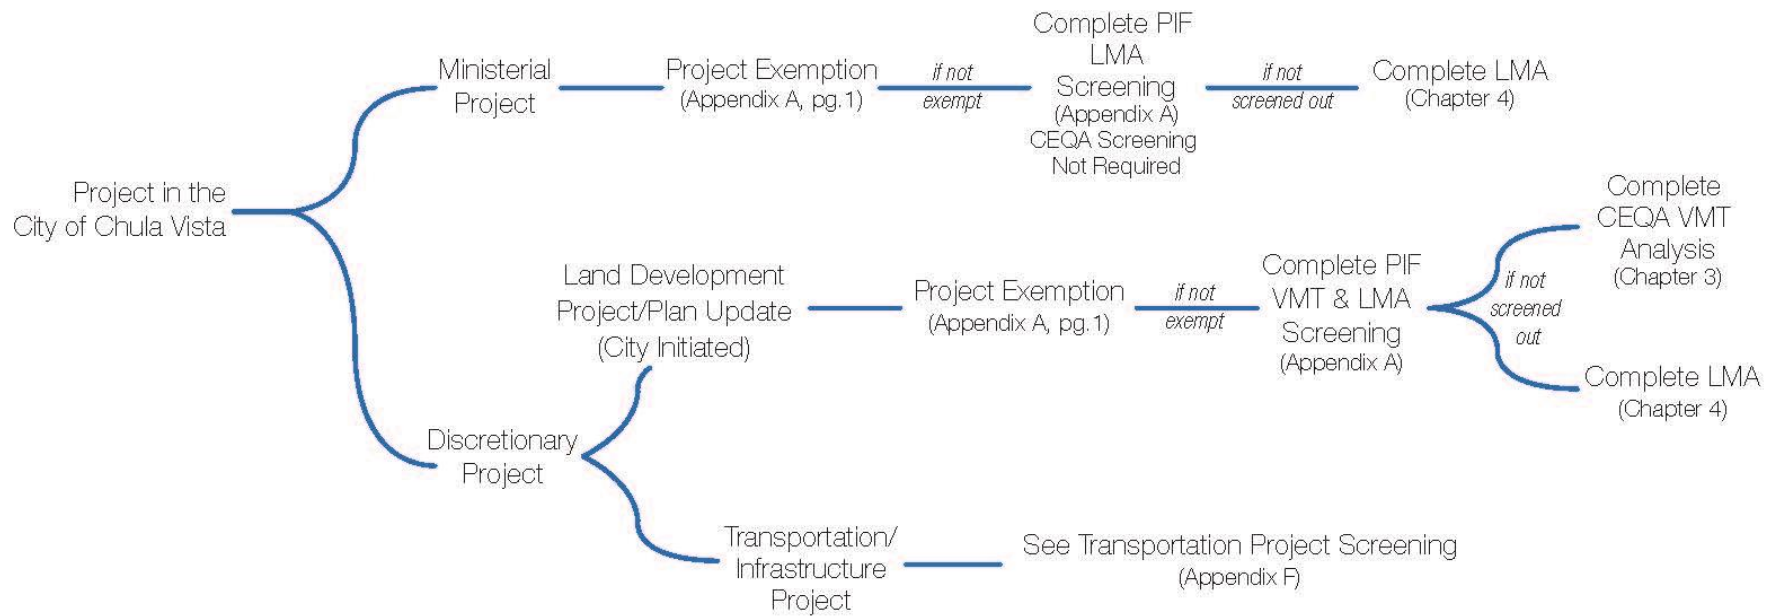 Project in the
City of Chula Vista
Ministerial
Project
Project Exemption
(Appendix A, pg.1)
if not
exempt
Complete PIF
LMA
Screening
(Appendix A)
CEQA Screening
Not Required
if not
screened out
Complete LMA
(Chapter 4)
Discretionary
Project
Land Development
Project/Plan Update
(City Initiated)
Project Exemption
(Appendix A, pg.1)
if not
exempt
Complete PIF
VMT & LMA
Screening
(Appendix A)
if not
screened
out
Complete
CEQA VMT
Analysis
(Chapter 3)
Complete LMA
(Chapter 4)
Transportation/
Infrastructure
Project
See Transportation Project Screening
(Appendix F)